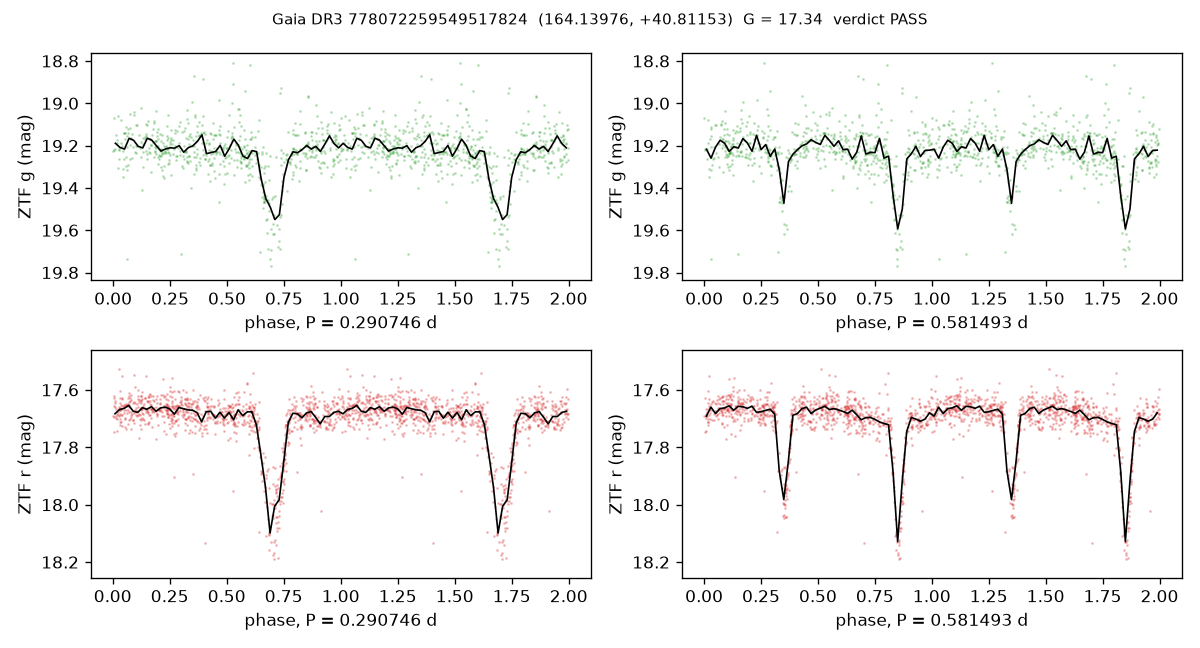 Gaia DR3 778072259549517824 (164.13976, +40.81153) G = 17.34 verdict PASS
ZTF g (mag)
18.8
19.0
19.2
19.4
19.6
19.8
0.00 0.25 0.50 0.75 1.00 1.25 1.50 1.75 2.00
phase, P = 0.290746 d
ZTF g (mag)
18.8
19.0
19.2
19.4
19.6
19.8
0.00 0.25 0.50 0.75 1.00 1.25 1.50 1.75 2.00
phase, P = 0.581493 d
ZTF r (mag)
17.6
17.8
18.0
18.2
0.00 0.25 0.50 0.75 1.00 1.25 1.50 1.75 2.00
phase, P = 0.290746 d
ZTF r (mag)
17.6
17.8
18.0
18.2
0.00 0.25 0.50 0.75 1.00 1.25 1.50 1.75 2.00
phase, P = 0.581493 d